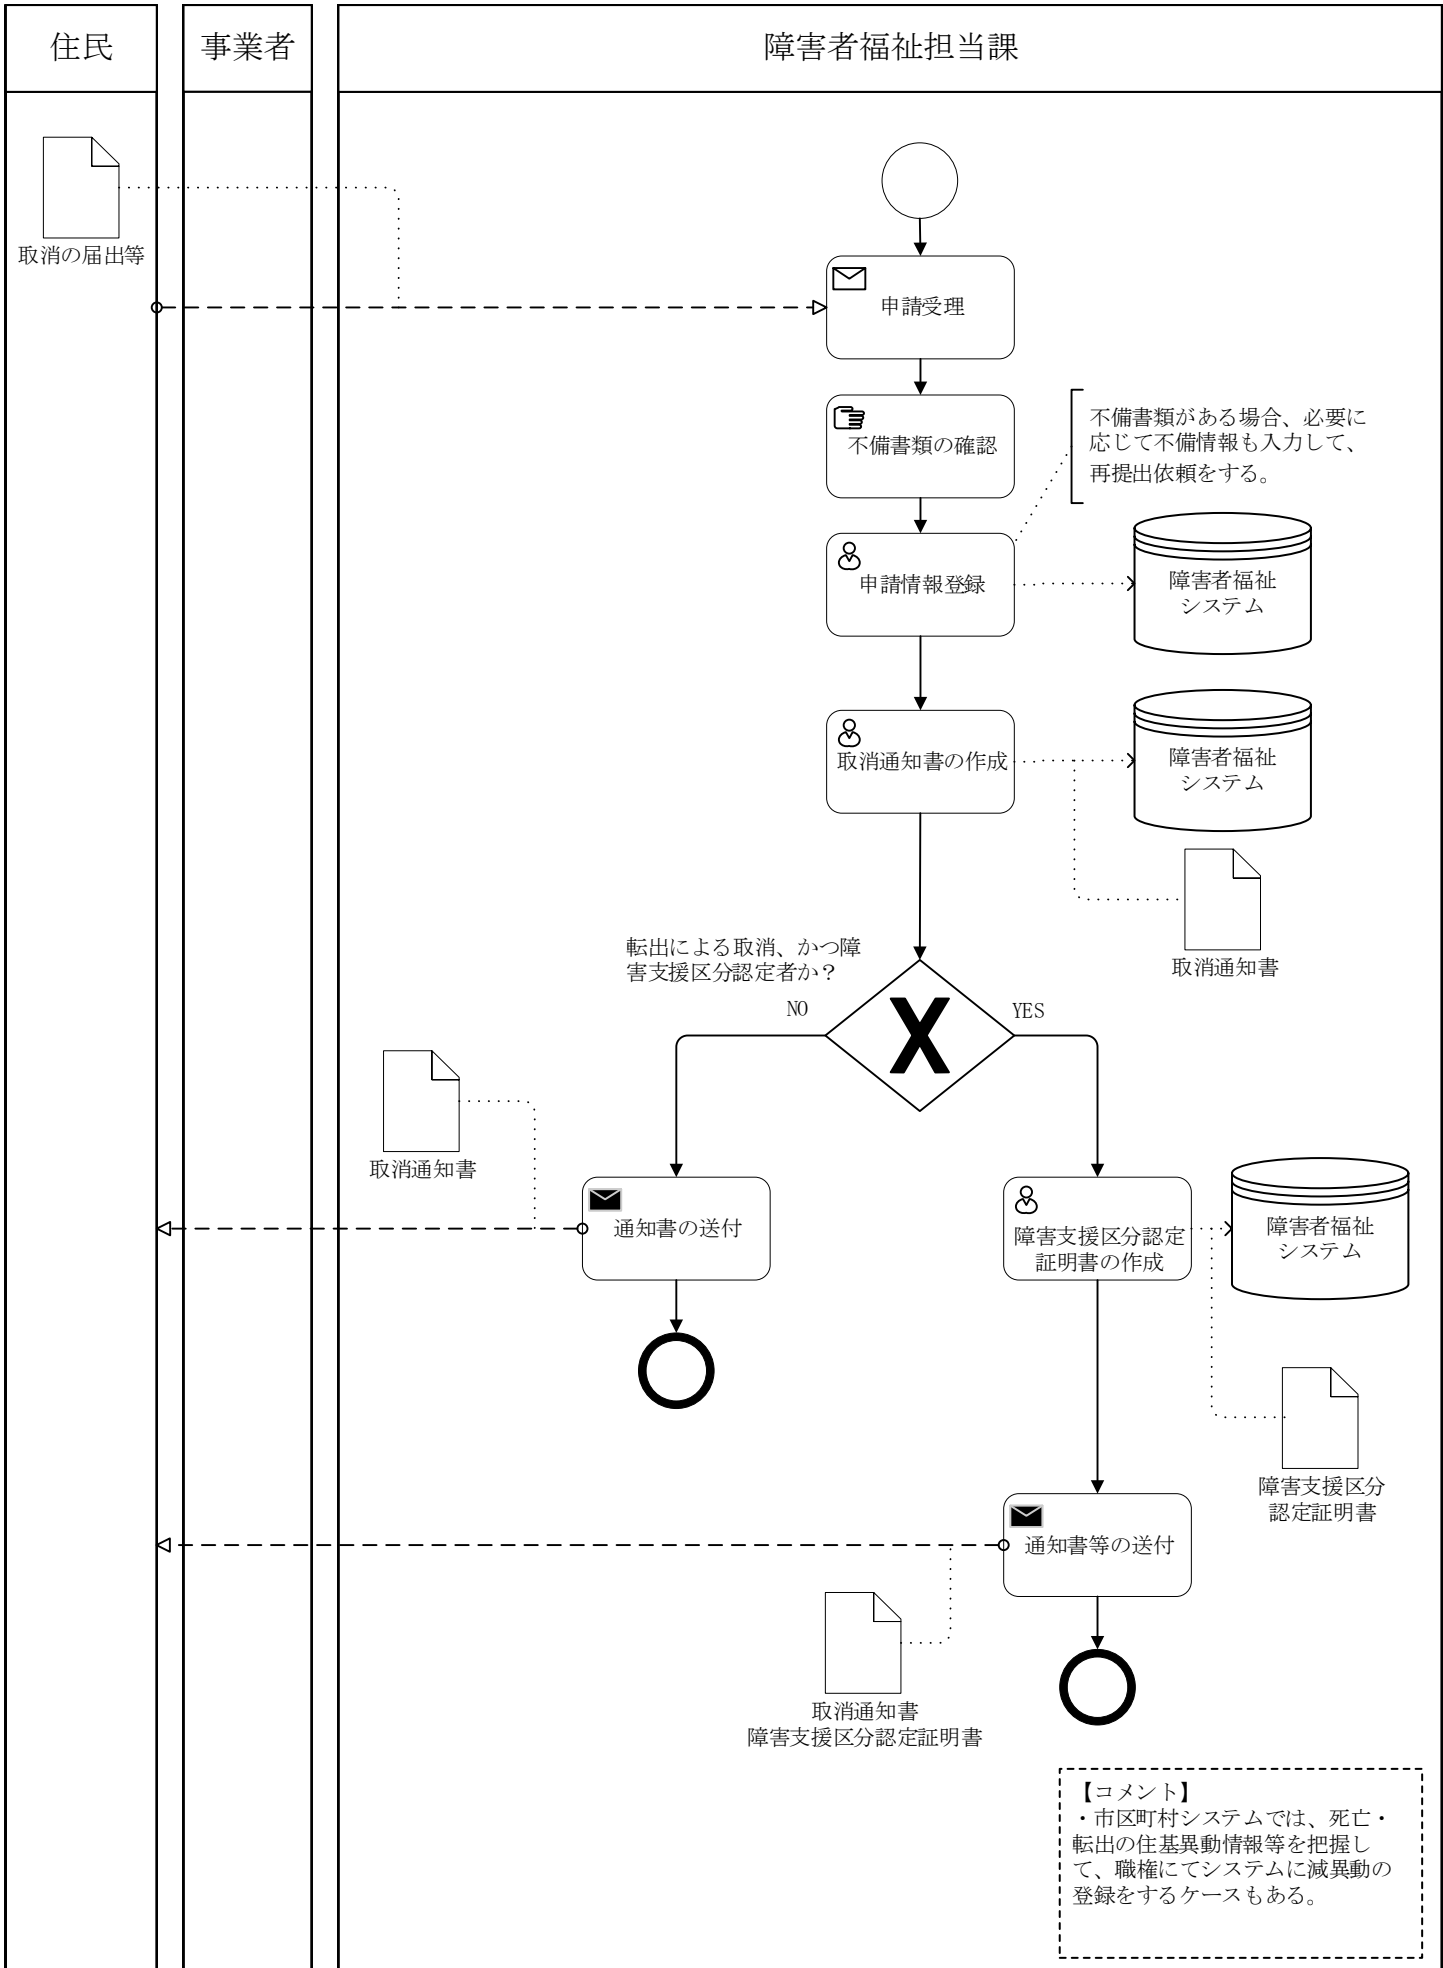 住民
事業者
障害者福祉担当課
取消の届出等
申請受理
不備書類の確認
不備書類がある場合、必要に
応じて不備情報も入力して、
再提出依頼をする。
申請情報登録
障害者福祉
システム
取消通知書の作成
障害者福祉
システム
取消通知書
転出による取消、かつ障
害支援区分認定者か？
NO
YES
取消通知書
通知書の送付
障害支援区分認定
証明書の作成
障害者福祉
システム
障害支援区分
認定証明書
通知書等の送付
取消通知書
障害支援区分認定証明書
【コメント】
・市区町村システムでは、死亡・
転出の住基異動情報等を把握し
て、職権にてシステムに減異動の
登録をするケースもある。